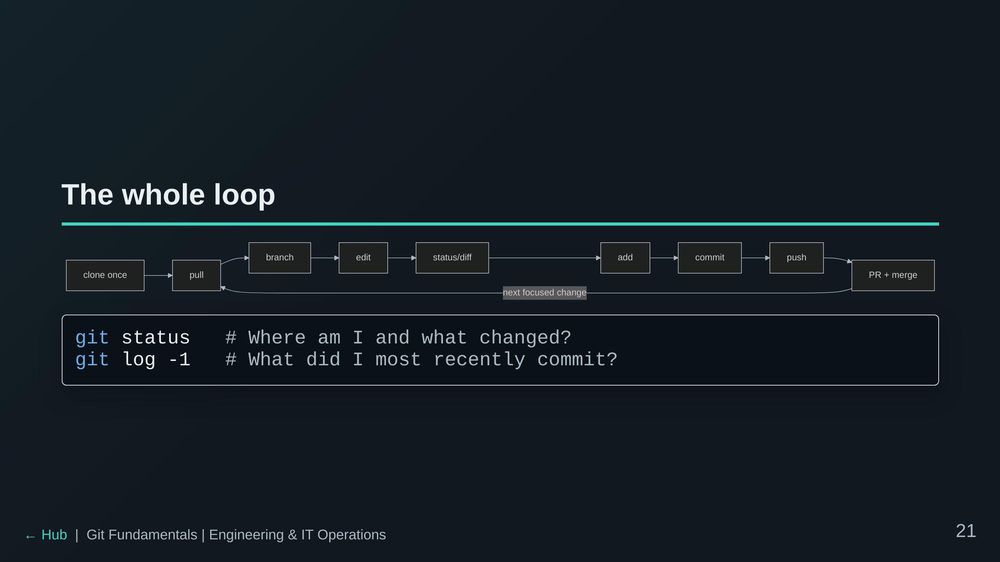 The whole loop
clone once
pull
branch
edit
status/diff
add
commit
push
PR + merge
next focused change
git status   # Where am I and what changed?
git log -1   # What did I most recently commit?
← Hub | Git Fundamentals | Engineering & IT Operations
21